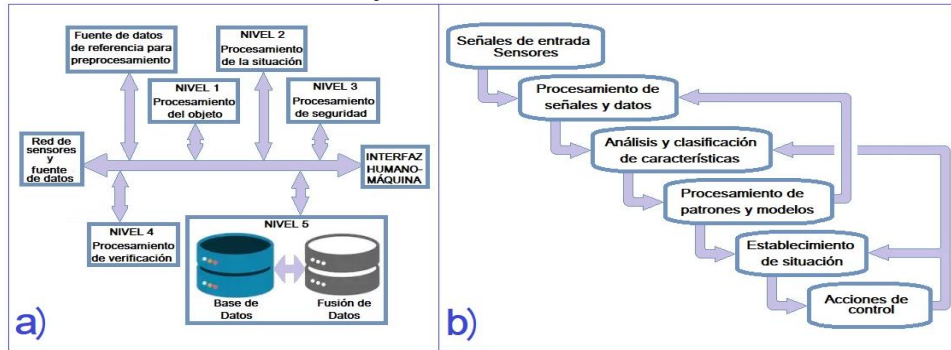 Fuente de datos
de referencia para
preprocesamiento
NIVEL 2
Procesamiento
de la situación
NIVEL 1
Procesamiento
del objeto
NIVEL 3
Procesamiento
de seguridad
Red de
sensores
y
fuente
de datos
INTERFAZ
HUMANO-
MÁQUINA
NIVEL 4
Procesamiento
de verificación
NIVEL 5
Base de
Datos
Fusión de
Datos
a)
Señales de entrada
Sensores
Procesamiento de
señales y datos
Análisis y clasificación
de características
Procesamiento de
patrones y modelos
Establecimiento
de situación
Acciones de
control
b)